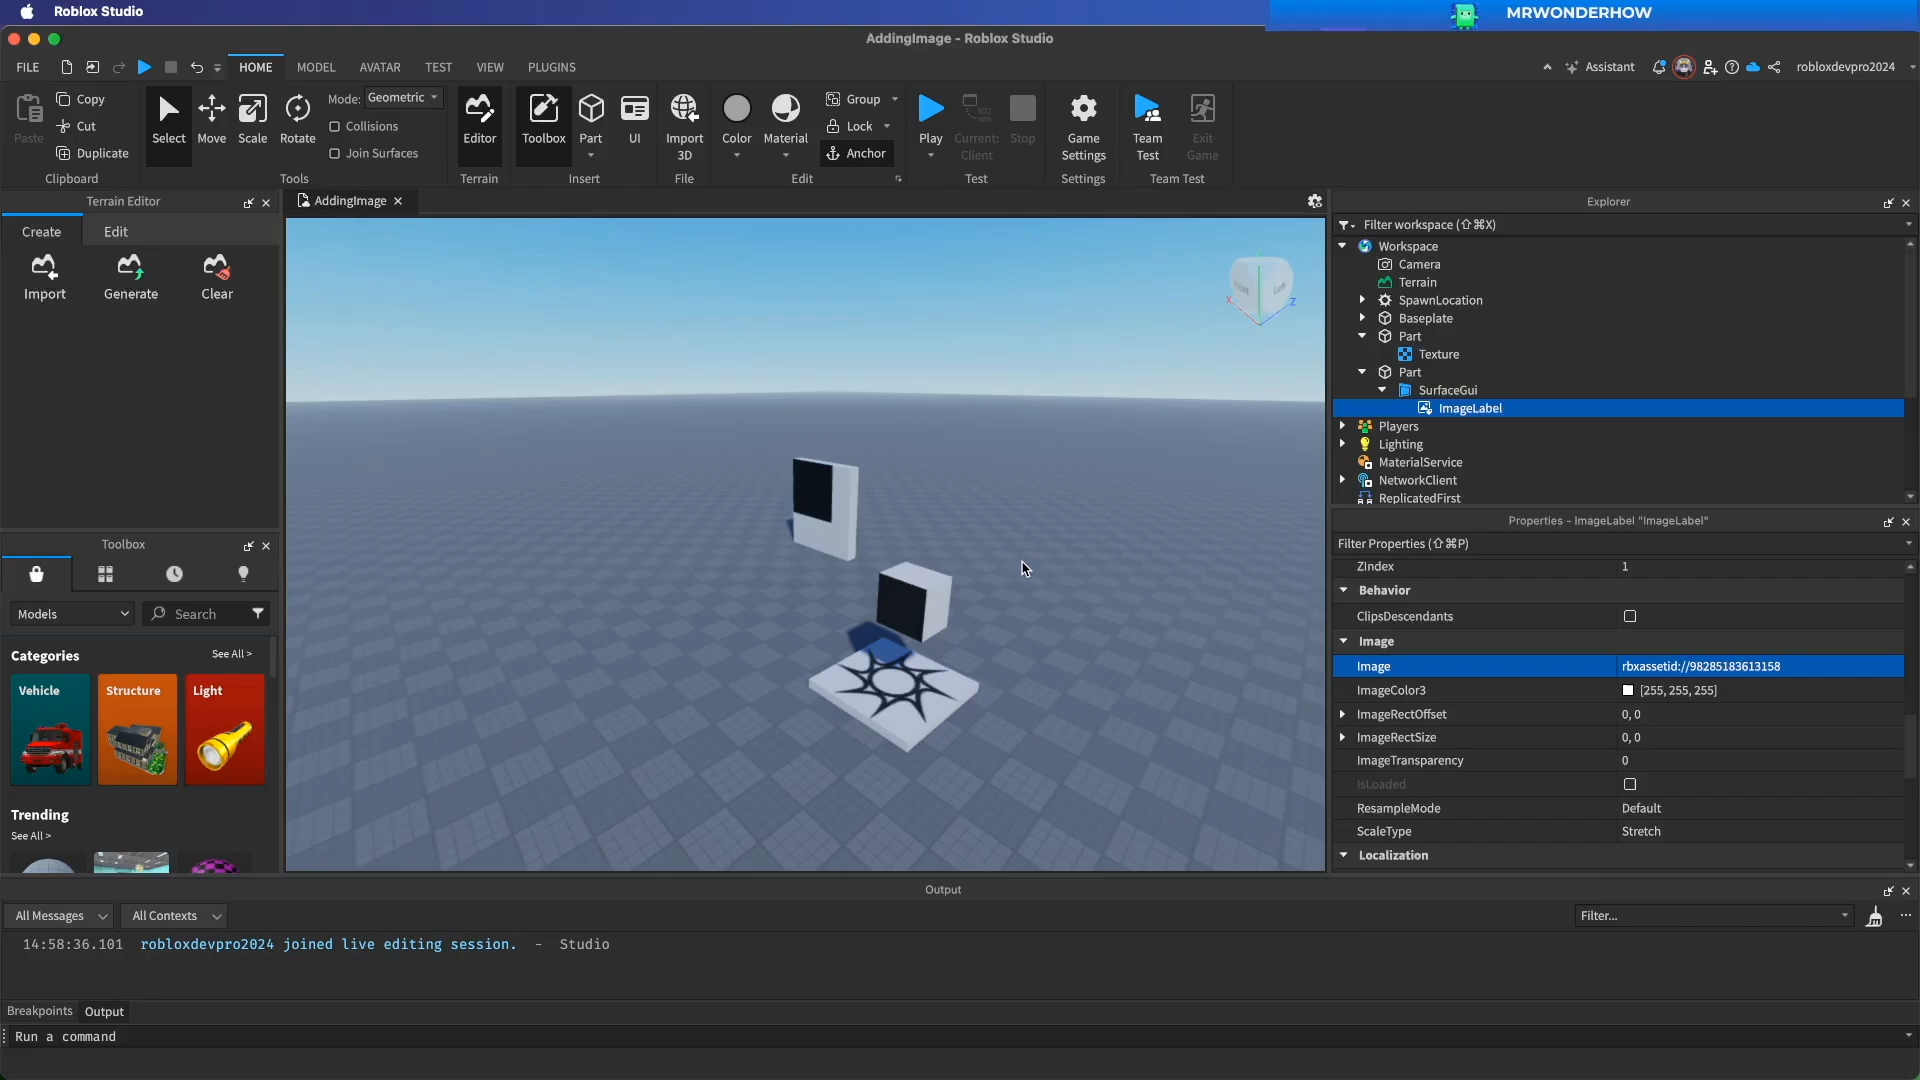 Roblox Studio
MRWONDERHOW
AddingImage - Roblox Studio
FILE
HOME
MODEL
AVATAR
TEST
VIEW
PLUGINS
Assistant
robloxdevpro2024
Paste
Copy
Cut
Duplicate
Clipboard
Select
Move
Scale
Rotate
Mode: Geometric
Collisions
Join Surfaces
Tools
Editor
Terrain
Toolbox
Part
UI
Insert
Import 3D
File
Color
Material
Group
Lock
Anchor
Edit
Play
Current: Client
Stop
Test
Game Settings
Settings
Team Test
Exit Game
Team Test
Terrain Editor
Create
Edit
Import
Generate
Clear
Toolbox
Models
Search
Categories
See All >
Vehicle
Structure
Light
Trending
See All >
AddingImage
Left
X
Z
Explorer
Filter workspace (⇧⌘X)
Workspace
Camera
Terrain
SpawnLocation
Baseplate
Part
Texture
Part
SurfaceGui
ImageLabel
Players
Lighting
MaterialService
NetworkClient
ReplicatedFirst
Properties - ImageLabel "ImageLabel"
Filter Properties (⇧⌘P)
ZIndex 1
Behavior
ClipsDescendants
Image
Image rbxassetid://98285183613158
ImageColor3 [255, 255, 255]
ImageRectOffset 0, 0
ImageRectSize 0, 0
ImageTransparency 0
IsLoaded
ResampleMode Default
ScaleType Stretch
Localization
Output
All Messages
All Contexts
Filter...
14:58:36.101 robloxdevpro2024 joined live editing session. - Studio
Breakpoints
Output
Run a command